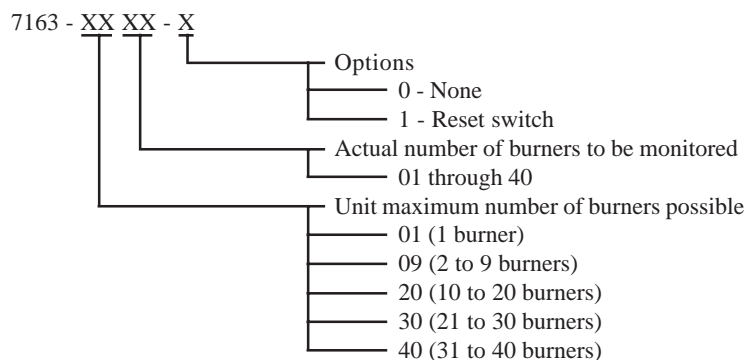 7163 - XX XX - X
Options
0 - None
1 - Reset switch
Actual number of burners to be monitored
01 through 40
Unit maximum number of burners possible
01 (1 burner)
09 (2 to 9 burners)
20 (10 to 20 burners)
30 (21 to 30 burners)
40 (31 to 40 burners)